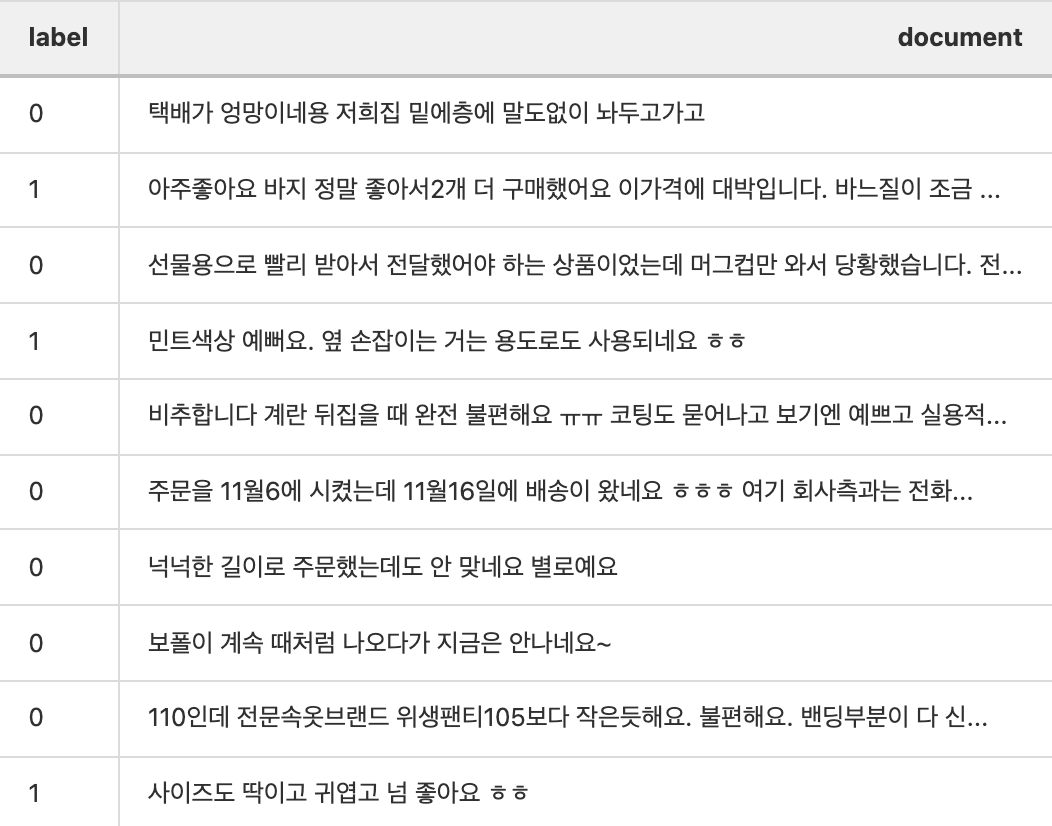 label document
0 택배가 엉망이네용 저희집 밑에층에 말도없이 놔두고가고
1 아주좋아요 바지 정말 좋아서2개 더 구매했어요 이가격에 대박입니다. 바느질이 조금 ...
0 선물용으로 빨리 받아서 전달했어야 하는 상품이었는데 머그컵만 와서 당황했습니다. 전...
1 민트색상 예뻐요. 옆 손잡이는 거는 용도로도 사용되네요 ㅎㅎ
0 비추합니다 계란 뒤집을 때 완전 불편해요 ㅠㅠ 코팅도 묻어나고 보기엔 예쁘고 실용적...
0 주문을 11월6에 시켰는데 11월16일에 배송이 왔네요 ㅎㅎㅎ 여기 회사측과는 전화...
0 넉넉한 길이로 주문했는데도 안 맞네요 별로예요
0 보폴이 계속 때처럼 나오다가 지금은 안나네요~
0 110인데 전문속옷브랜드 위생팬티105보다 작은듯해요. 불편해요. 밴딩부분이 다 신...
1 사이즈도 딱이고 귀엽고 넘 좋아요 ㅎㅎ